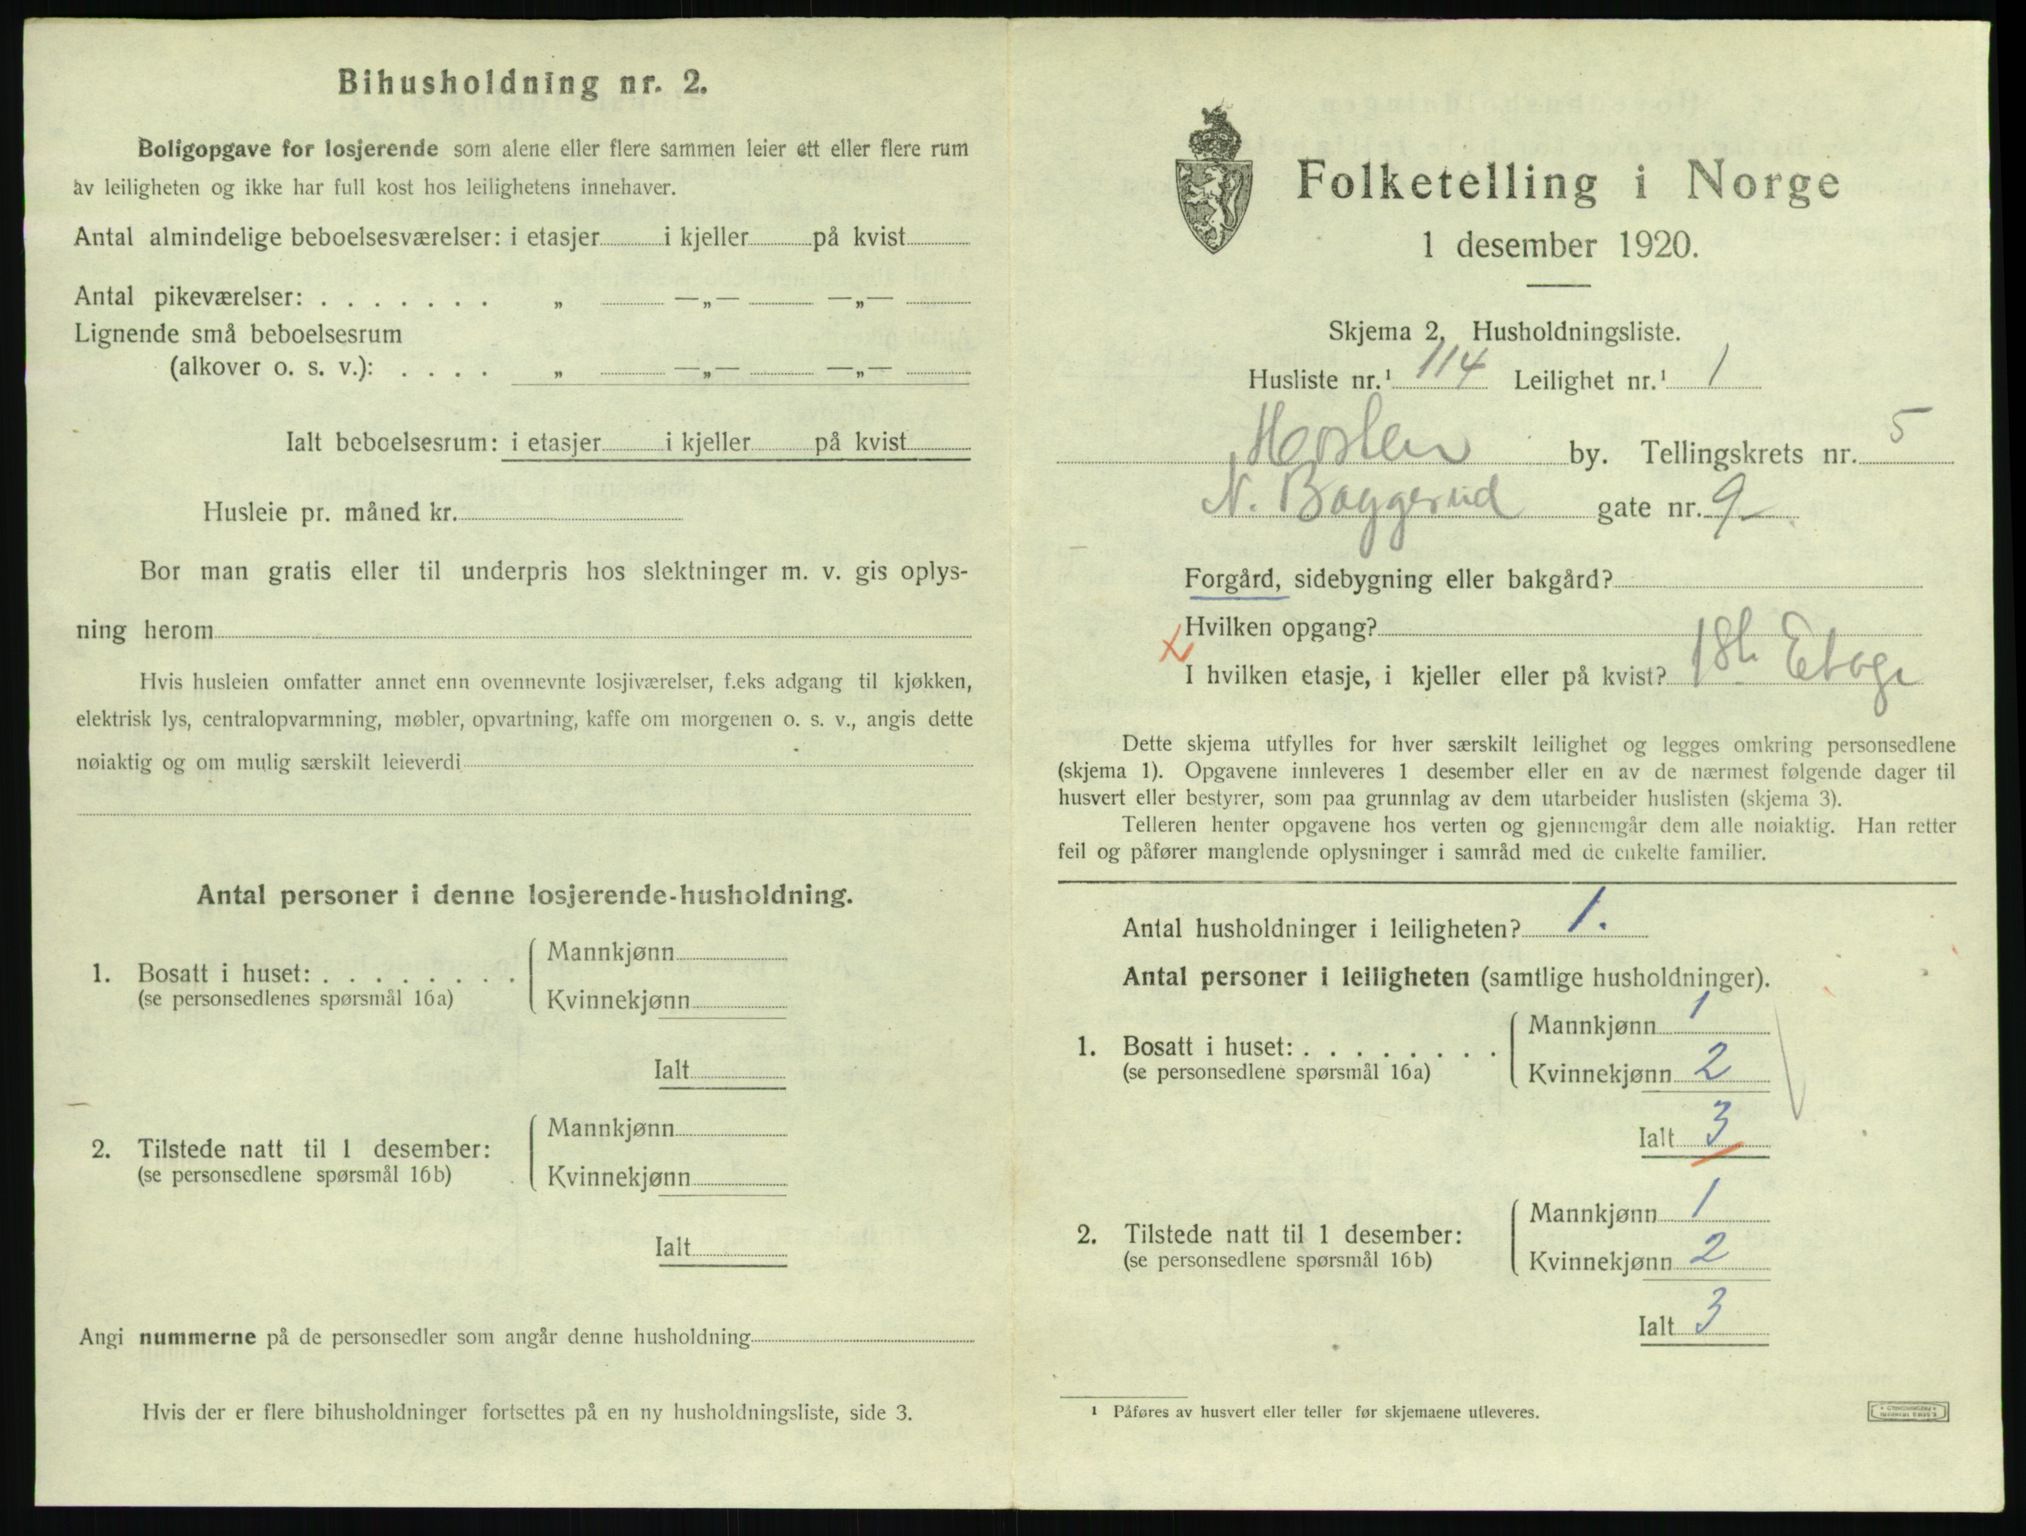 Bihusholdning nr. 2.
Boligopgave for losjerende som alene eller flere sammen leier ett eller flere rum
av leiligheten og ikke har full kost hos leilighetens innehaver.
Antal almindelige beboelsesværelser: i etasjer i kjeller på kvist
Antal pikeværelser: . . . . . . . „ —„— —„—
Lignende små beboelsesrum
(alkover o. s. v.): . . . . „ —„— —„—
Ialt beboelsesrum: i etasjer i kjeller på kvist
Husleie pr. måned kr.
Bor man gratis eller til underpris hos slektninger m. v. gis oplys-
ning herom
Hvis husleien omfatter annet enn ovennevnte losjiværelser, f.eks adgang til kjøkken,
elektrisk lys, centralopvarmning, møbler, opvartning, kaffe om morgenen o. s. v., angis dette
nøiaktig og om mulig særskilt leieverdi
Antal personer i denne losjerende-husholdning.
1. Bosatt i huset: . . . . . . . .
(se personsedlenes spørsmål 16a)
Mannkjønn
Kvinnekjønn
Ialt
2. Tilstede natt til 1 desember:
(se personsedlene spørsmål 16b)
Mannkjønn
Kvinnekjønn
Ialt
Angi nummerne på de personsedler som angår denne husholdning
Hvis der er flere bihusholdninger fortsettes på en ny husholdningsliste, side 3.
Folketelling i Norge
1 desember 1920.
Skjema 2. Husholdningsliste.
Husliste nr.¹ 114 Leilighet nr.¹ 1
Horten by. Tellingskrets nr. 5
N. Baggerud gate nr. 9
Forgård, sidebygning eller bakgård?
Hvilken opgang?
x
I hvilken etasje, i kjeller eller på kvist? 1ste Etage
Dette skjema utfylles for hver særskilt leilighet og legges omkring personsedlene
(skjema 1). Opgavene innleveres 1 desember eller en av de nærmest følgende dager til
husvert eller bestyrer, som paa grunnlag av dem utarbeider huslisten (skjema 3).
Telleren henter opgavene hos verten og gjennemgår dem alle nøiaktig. Han retter
feil og påfører manglende oplysninger i samråd med de enkelte familier.
Antal husholdninger i leiligheten? 1.
Antal personer i leiligheten (samtlige husholdninger).
1. Bosatt i huset: . . . . . . . .
(se personsedlene spørsmål 16a)
Mannkjønn 1
Kvinnekjønn 2
Ialt 3
2. Tilstede natt til 1 desember:
(se personsedlene spørsmål 16b)
Mannkjønn 1
Kvinnekjønn 2
Ialt 3
¹ Påføres av husvert eller teller før skjemaene utleveres.